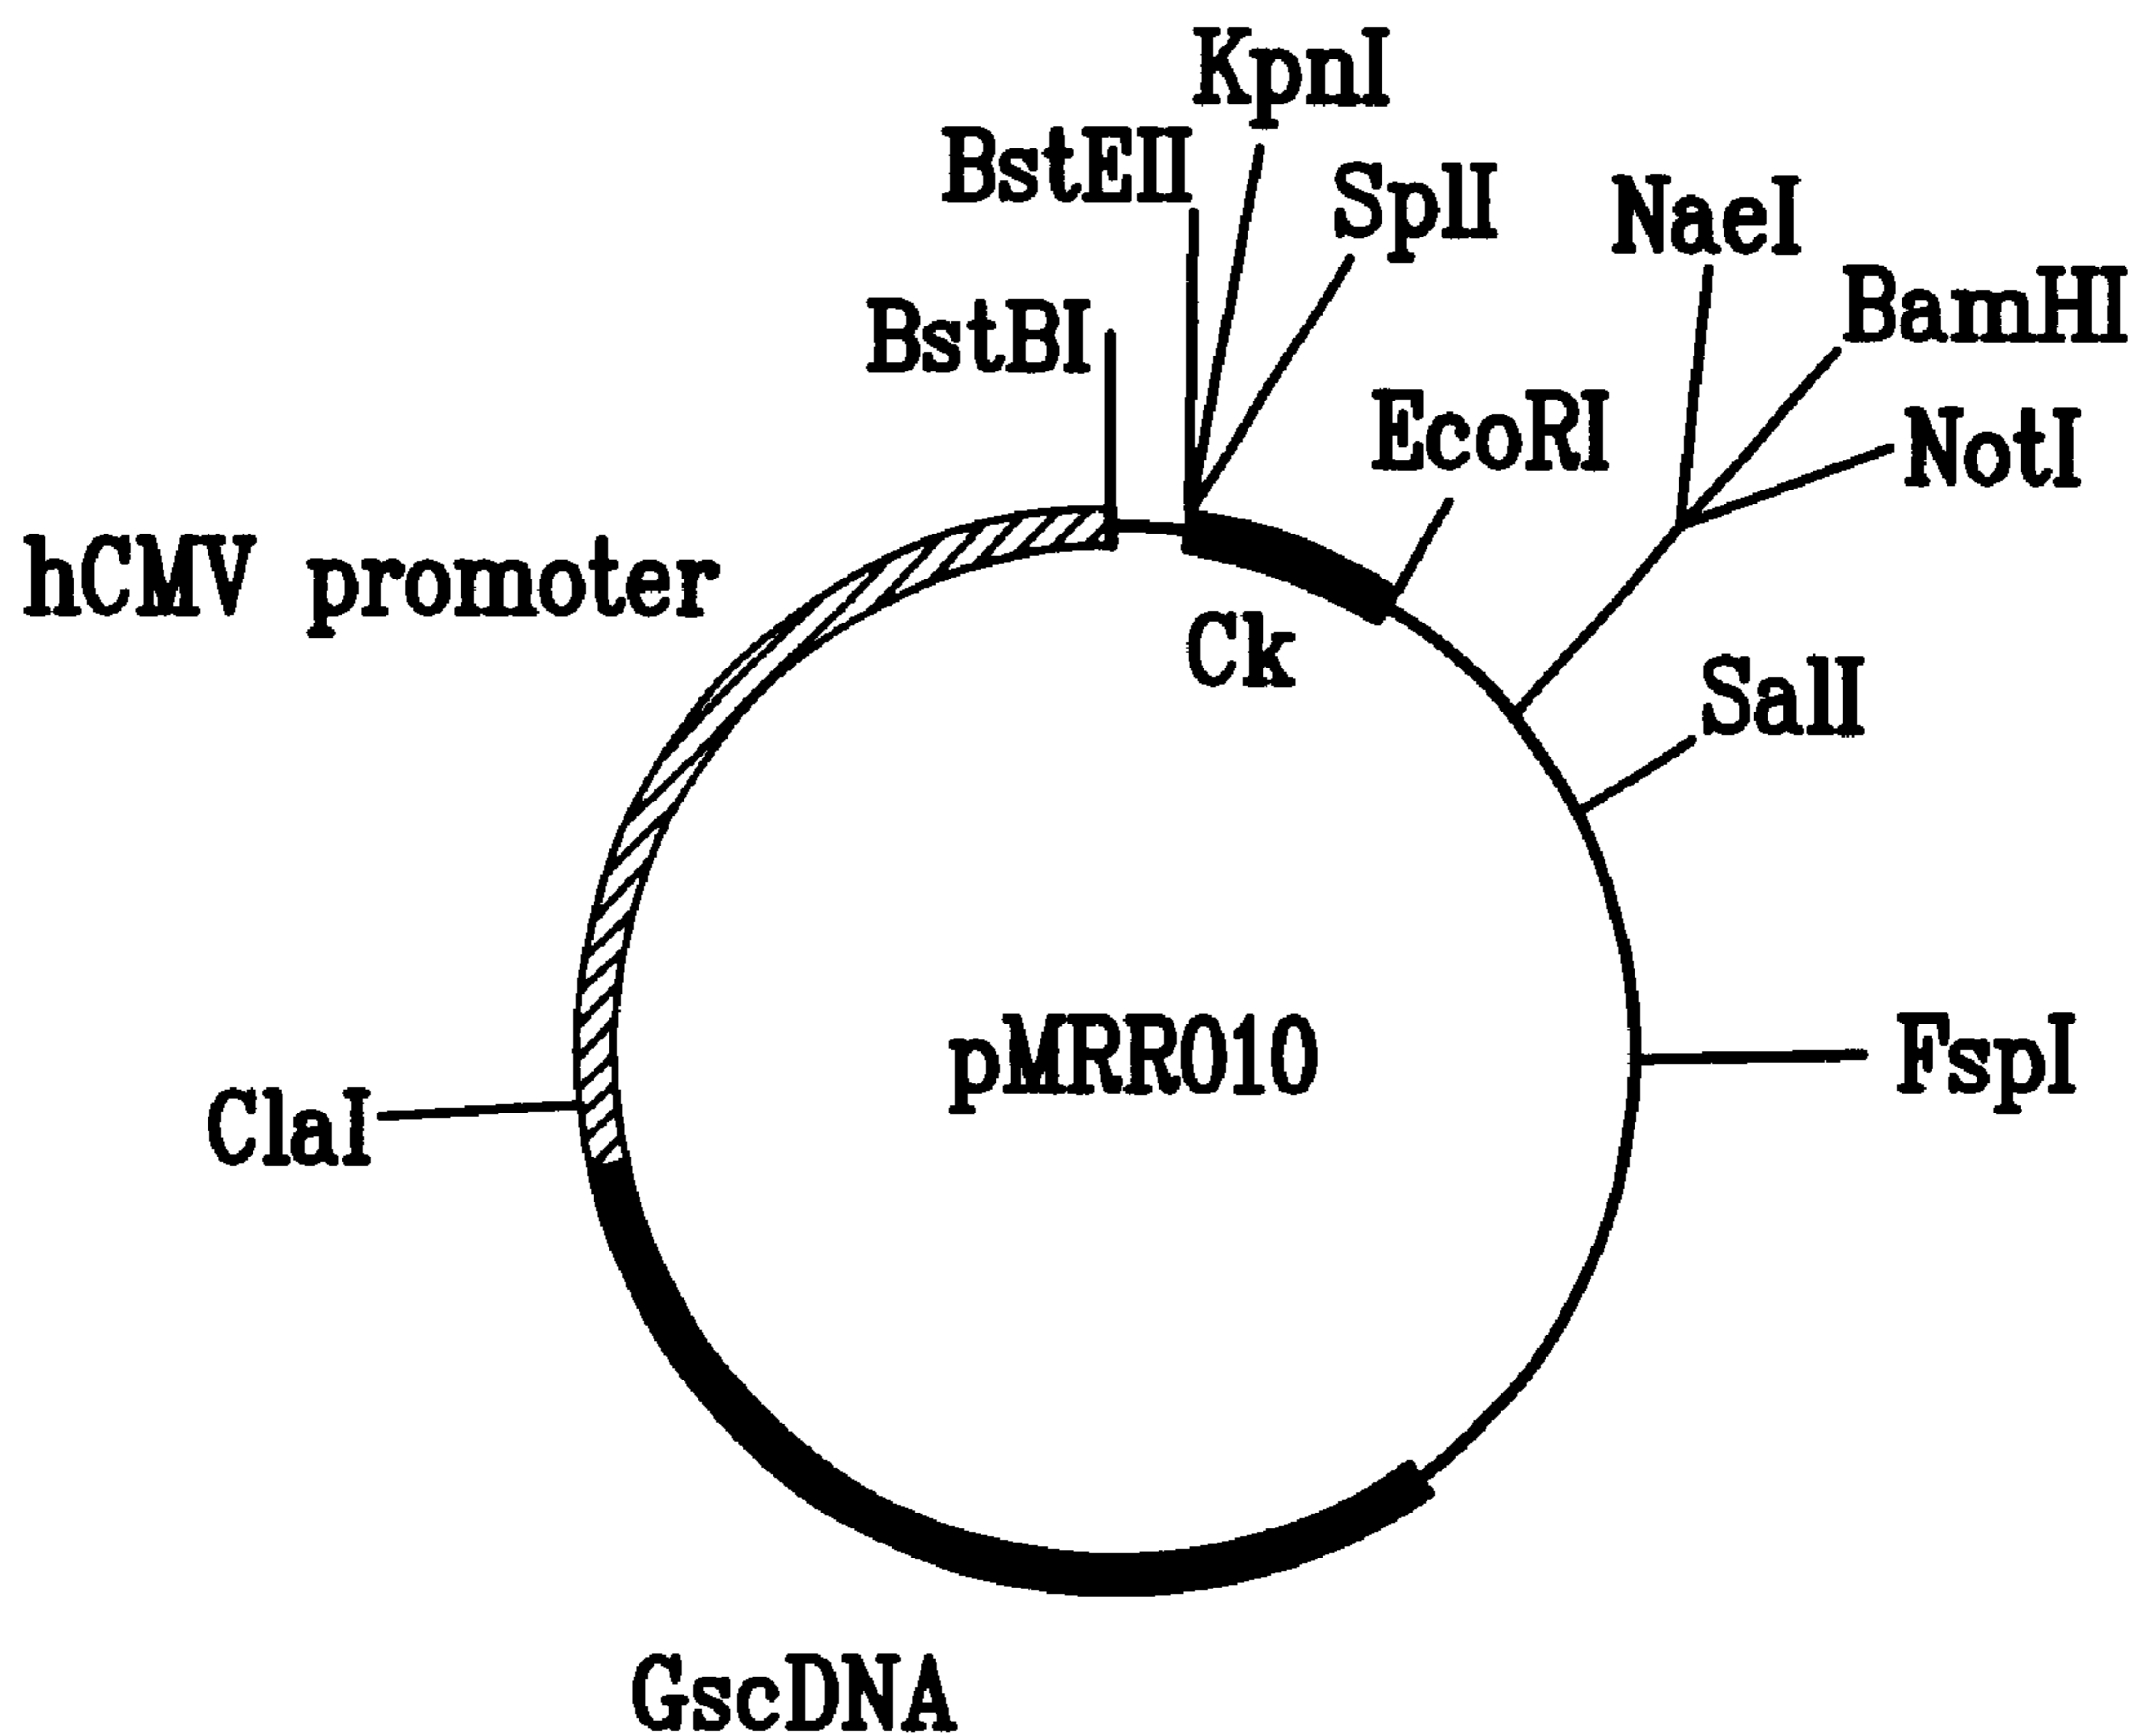 KpnI
BstEII
SplI
NaeI
BamHI
BstBI
EcoRI
NotI
hCMV promoter
Ck
SalI
pMRR010
FspI
ClaI
GscDNA